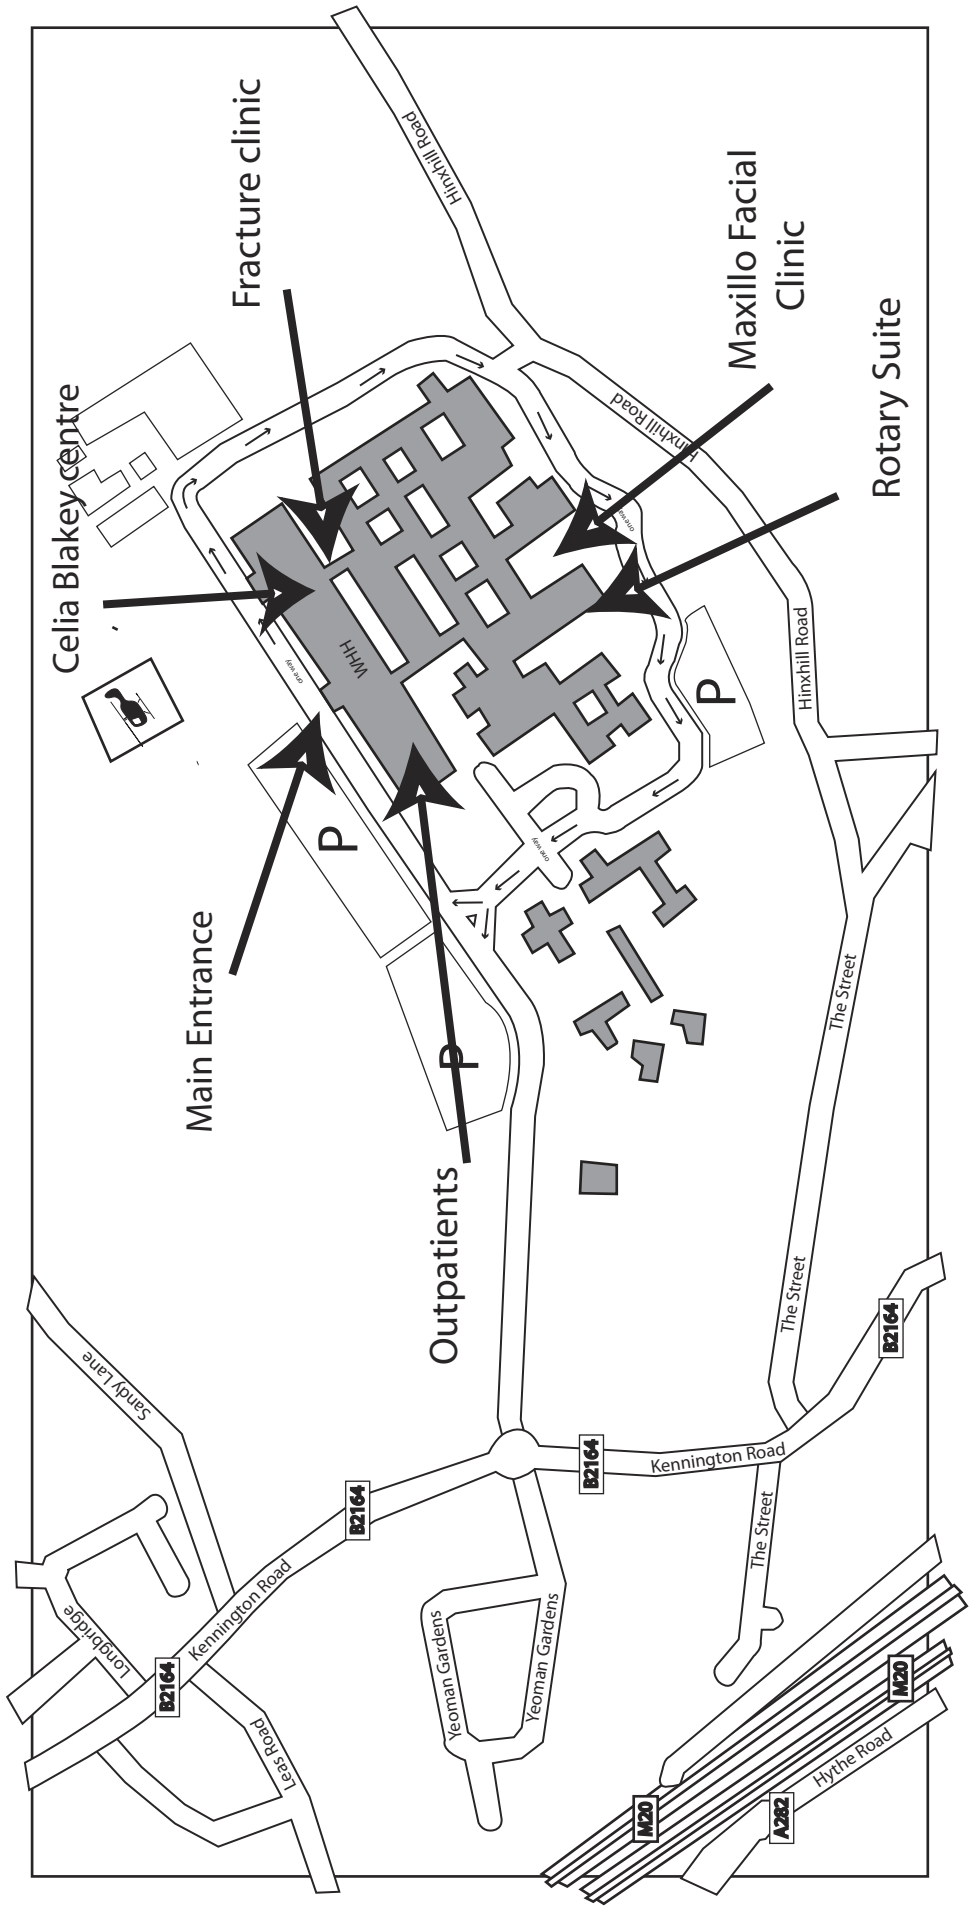 Celia Blakey centre
Fracture clinic
Maxillo Facial
Clinic
Rotary Suite
Main Entrance
Outpatients
WHH
P
P
P
one way
one way
one way
one way
Hinxhill Road
Hinxhill Road
Hinxhill Road
The Street
The Street
The Street
Sandy Lane
Longbridge
Leas Road
Kennington Road
Kennington Road
Yeoman Gardens
Yeoman Gardens
Hythe Road
B2164
B2164
B2164
B2164
M20
M20
A282